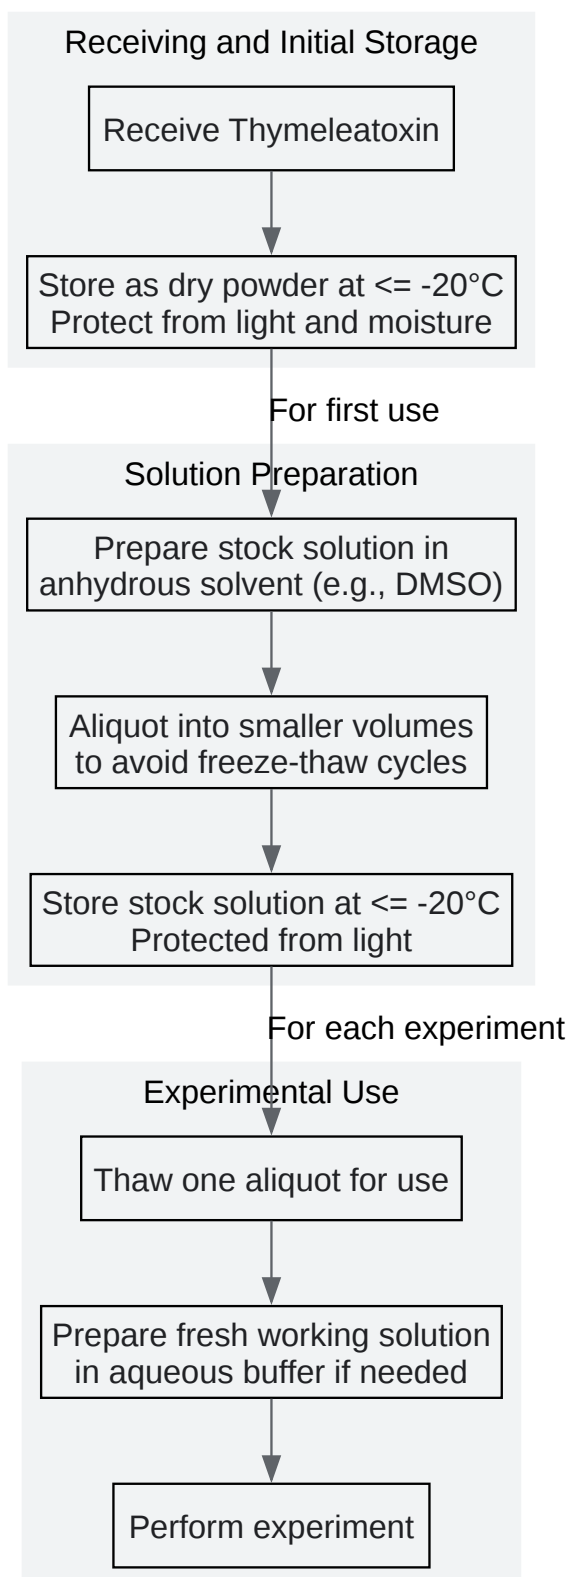 Receiving and Initial Storage
Receive Thymeleatoxin
Store as dry powder at <= -20°C
Protect from light and moisture
For first use
Solution Preparation
Prepare stock solution in
anhydrous solvent (e.g., DMSO)
Aliquot into smaller volumes
to avoid freeze-thaw cycles
Store stock solution at <= -20°C
Protected from light
For each experiment
Experimental Use
Thaw one aliquot for use
Prepare fresh working solution
in aqueous buffer if needed
Perform experiment